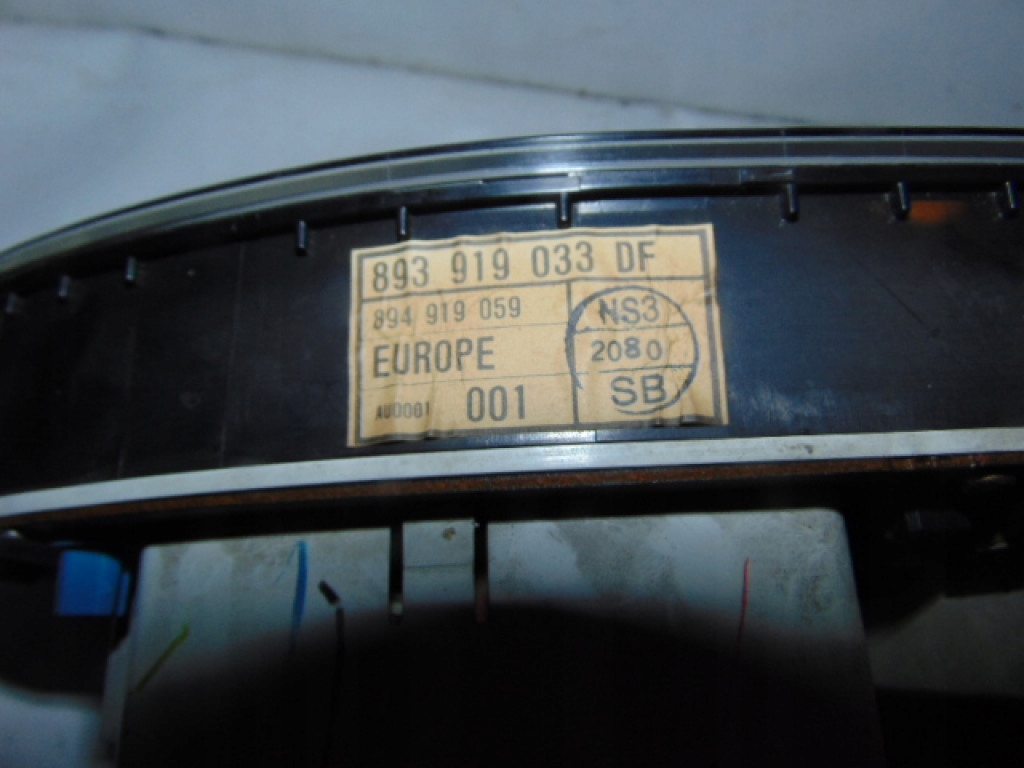 893 919 033 DF
894 919 059
EUROPE
AU0001 001
NS3
2080
SB